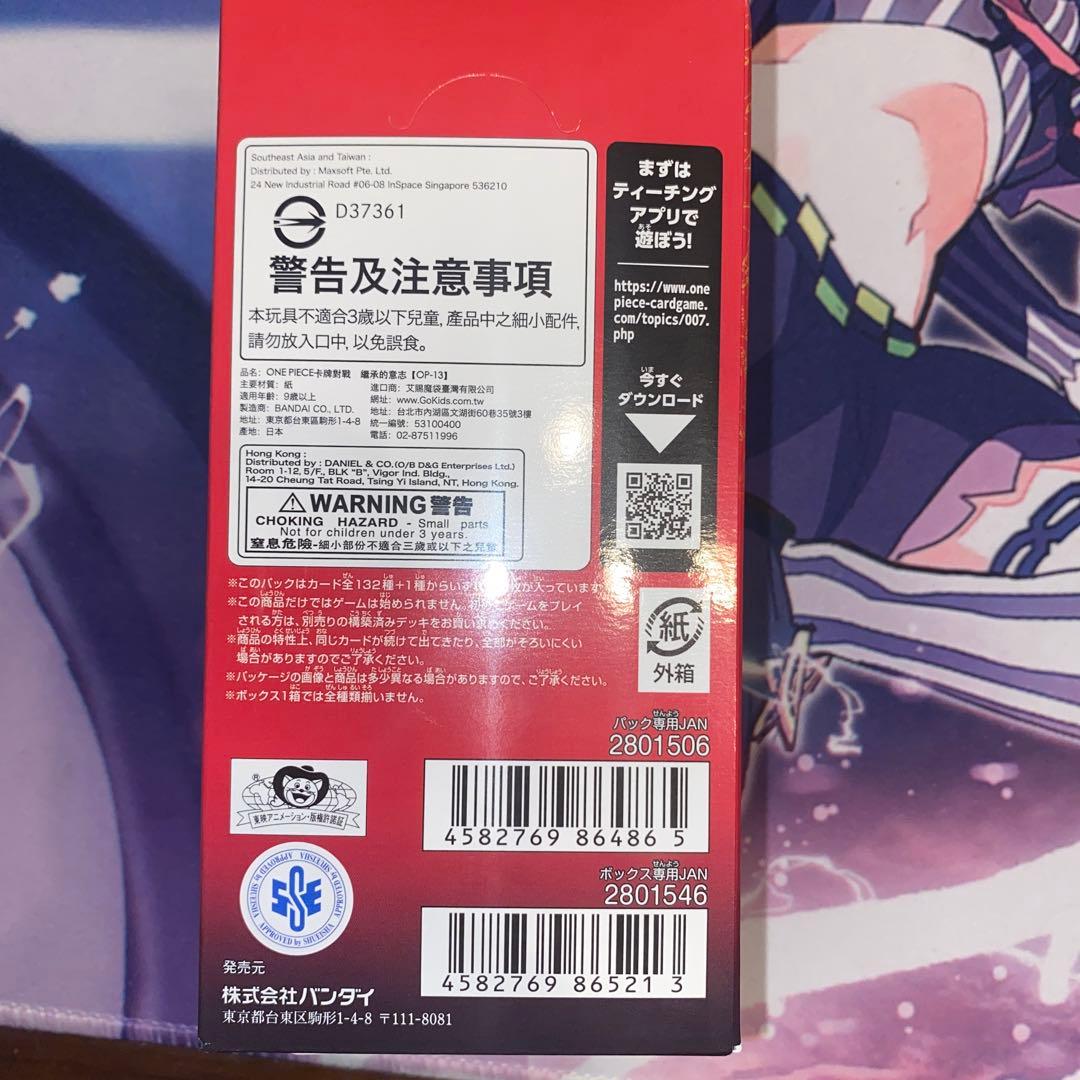 Southeast Asia and Taiwan :
Distributed by : Maxsoft Pte. Ltd.
24 New Industrial Road #06-08 InSpace Singapore 536210
D37361
警告及注意事項
本玩具不適合3歲以下兒童, 產品中之細小配件,
請勿放入口中, 以免誤食。
品名: ONE PIECE卡牌對戰 繼承的意志【OP-13】
主要材質: 紙
適用年齡: 9歲以上
製造商: BANDAI CO., LTD.
地址: 東京都台東區駒形1-4-8
產地: 日本
進口商: 艾賜魔袋臺灣有限公司
網址: www.GoKids.com.tw
地址: 台北市內湖區文湖街60巷35號3樓
統一編號: 53100400
電話: 02-87511996
Hong Kong :
Distributed by : DANIEL & CO.(O/B D&G Enterprises Ltd.)
Room 1-12, 5/F., BLK "B", Vigor Ind. Bldg.,
14-20 Cheung Tat Road, Tsing Yi Island, NT, Hong Kong.
WARNING 警告
CHOKING HAZARD - Small parts
Not for children under 3 years.
窒息危險-細小部份不適合三歲或以下之兒童
まずは
ティーチング
アプリで
遊ぼう!
https://www.one
piece-cardgame.
com/topics/007.
php
今すぐ
ダウンロード
※このパックはカード全132種+1種からいず が入っています
※この商品だけではゲームは始められません。初めてゲームをプレイ
される方は、別売りの構築済みデッキをお買い求めください。
※商品の特性上、同じカードが続けて出てきたり、全部がそろいにくい
場合がありますのでご了承ください。
※パッケージの画像と商品は多少異なる場合がありますので、ご了承ください。
※ボックス1箱では全種類揃いません。
紙
外箱
パック専用JAN
2801506
4582769 86486 5
ボックス専用JAN
2801546
4582769 86521 3
東映アニメーション・版権許諾証
APPROVED by SHUEISHA
APPROVED by SHUEISHA
APPROVED by SHUEISHA
発売元
株式会社バンダイ
東京都台東区駒形1-4-8 〒111-8081